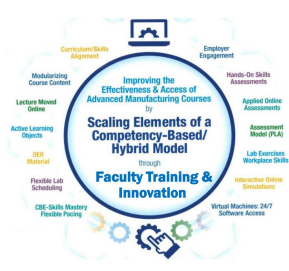 Curriculum/Skills
Alignment
Modularizing
Course Content
Lecture Moved
Online
Active Learning
Objects
OER
Material
Flexible Lab
Scheduling
CBE-Skills Mastery
Flexible Pacing
Improving the
Effectiveness & Access of
Advanced Manufacturing Courses
by
Scaling Elements of a
Competency-Based/
Hybrid Model
through
Faculty Training &
Innovation
Employer
Engagement
Hands-On Skills
Assessments
Applied Online
Assessments
Assessment
Model (PLA)
Lab Exercises
Workplace Skills
Interactive Online
Simulations
Virtual Machines: 24/7
Software Access